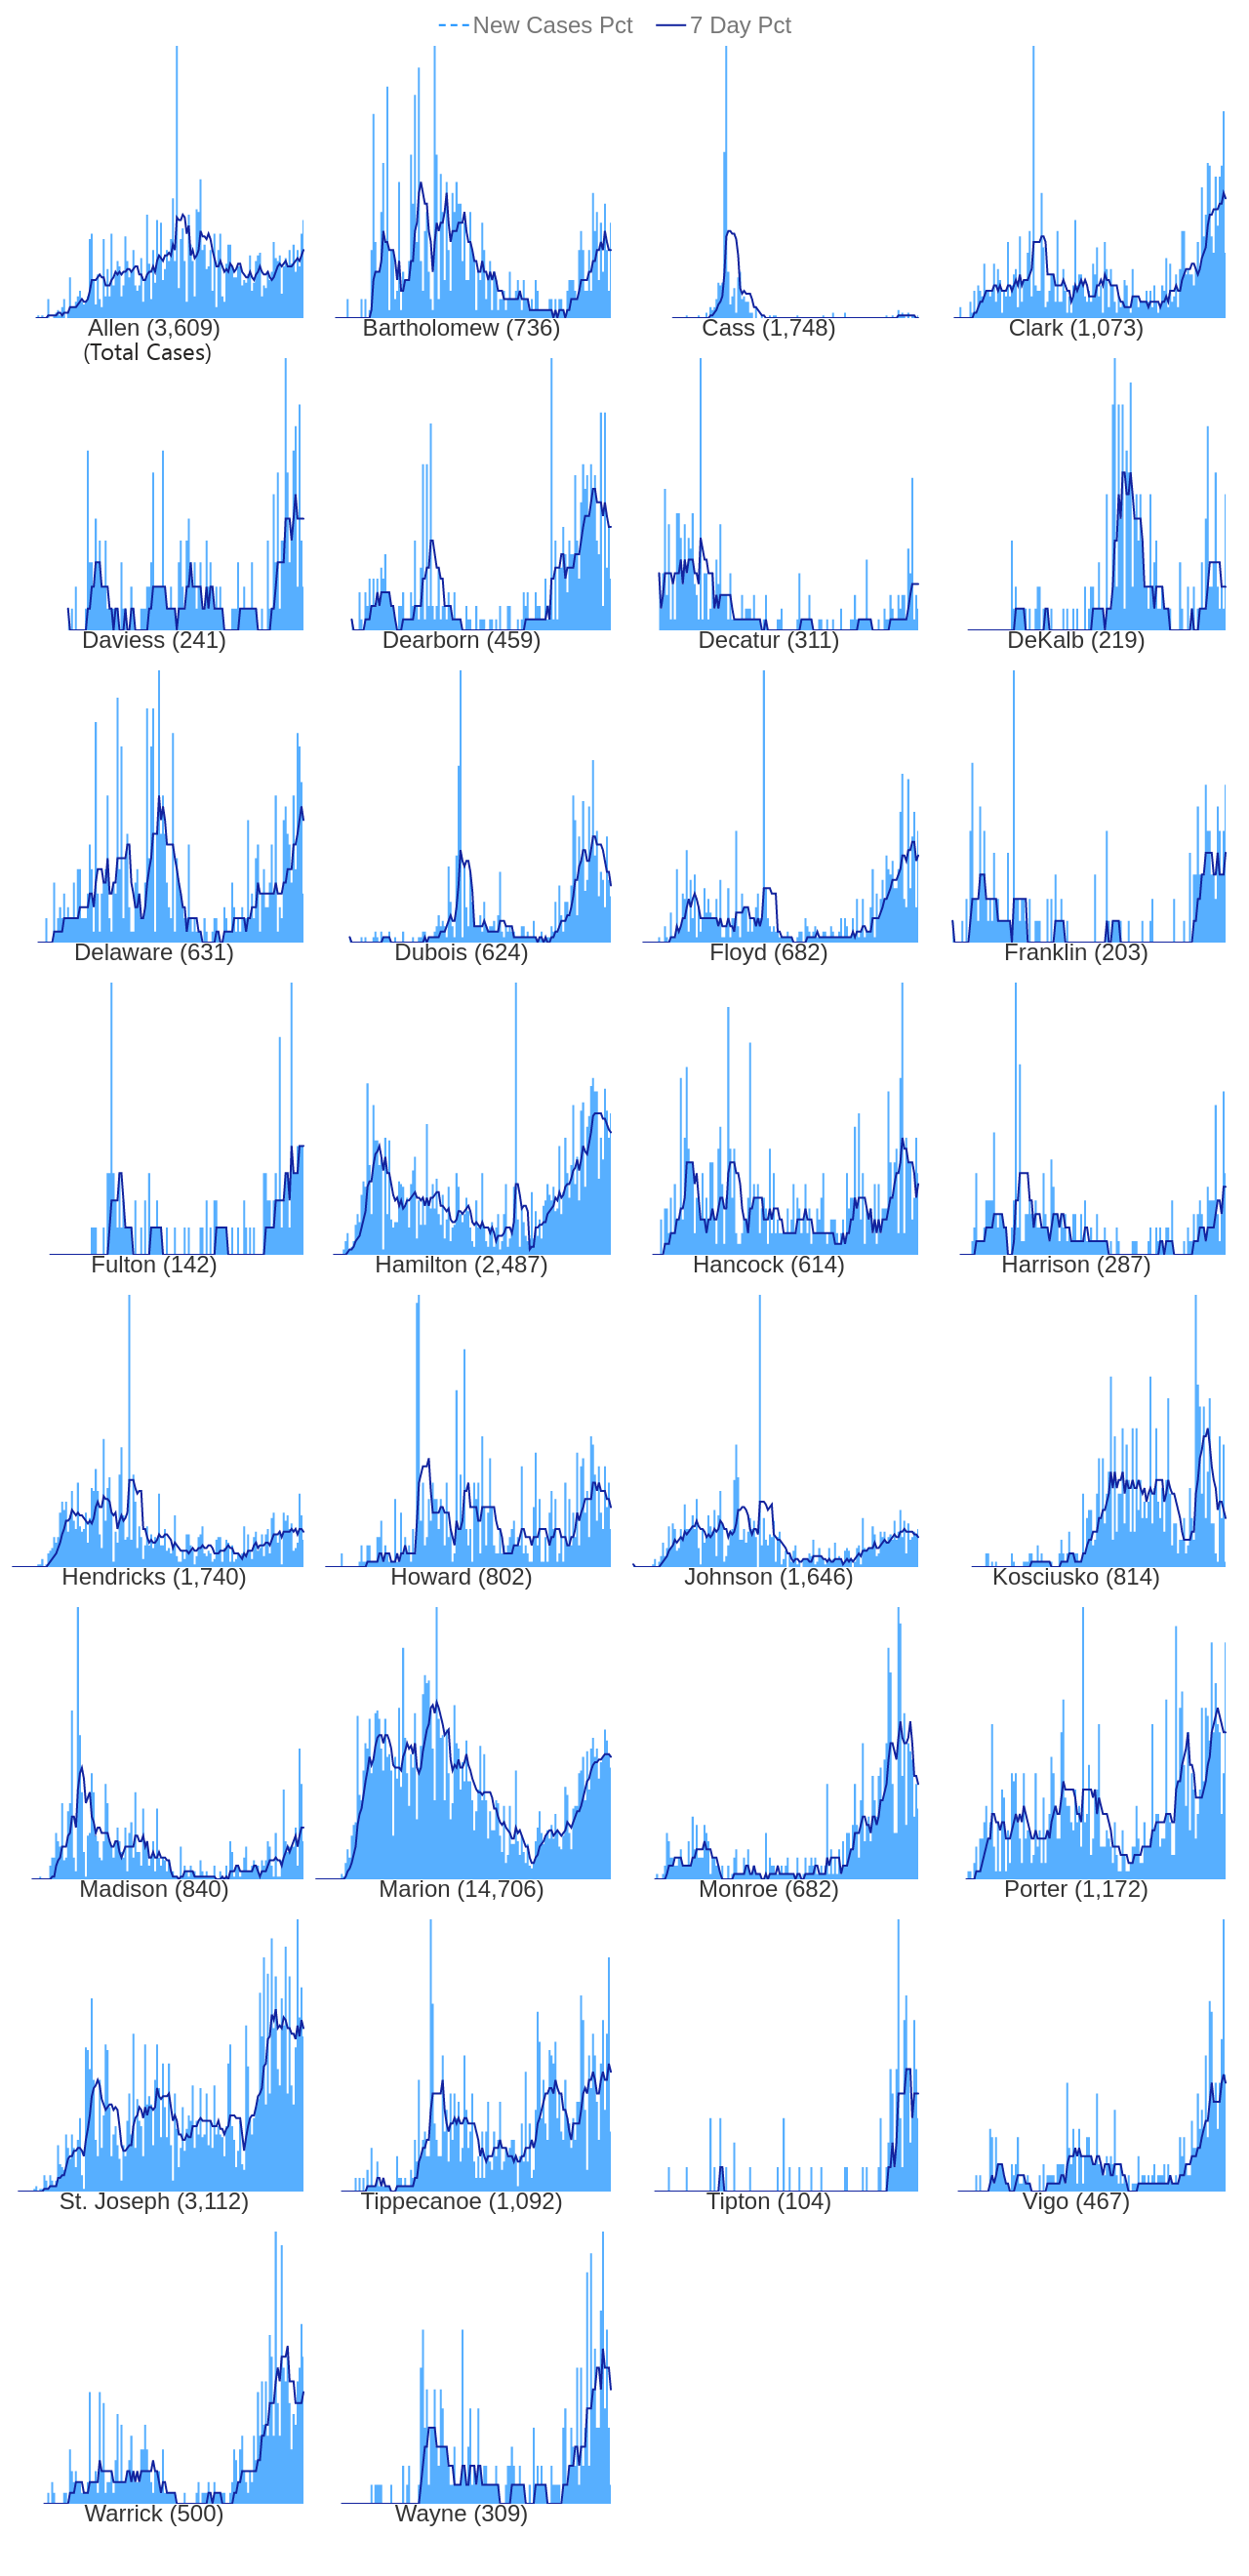 New Cases Pct 7 Day Pct
Allen (3,609) Bartholomew (736) Cass (1,748) Clark (1,073)
(Total Cases)
Daviess (241) Dearborn (459) Decatur (311) DeKalb (219)
Delaware (631) Dubois (624) Floyd (682) Franklin (203)
Fulton (142) Hamilton (2,487) Hancock (614) Harrison (287)
Hendricks (1,740) Howard (802) Johnson (1,646) Kosciusko (814)
Madison (840) Marion (14,706) Monroe (682) Porter (1,172)
St. Joseph (3,112) Tippecanoe (1,092) Tipton (104) Vigo (467)
Warrick (500) Wayne (309)